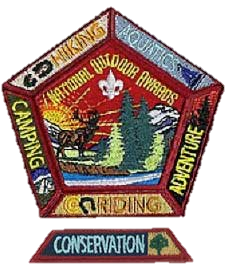 HIKING
AQUATICS
NATIONAL OUTDOOR AWARDS
CAMPING
ADVENTURE
RIDING
CONSERVATION